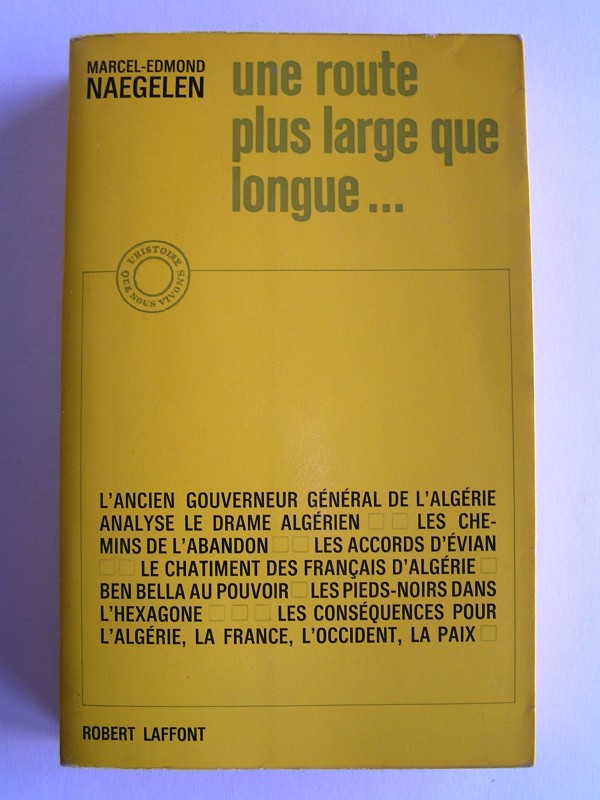 MARCEL-EDMOND
NAEGELEN
une route
plus large que
longue...
L'HISTOIRE
QUE NOUS VIVONS
L'ANCIEN GOUVERNEUR GÉNÉRAL DE L'ALGÉRIE
ANALYSE LE DRAME ALGÉRIEN □ □ LES CHE-
MINS DE L'ABANDON □ □ LES ACCORDS D'ÉVIAN
□ □ LE CHATIMENT DES FRANÇAIS D'ALGÉRIE □
BEN BELLA AU POUVOIR □ LES PIEDS-NOIRS DANS
L'HEXAGONE □ □ □ LES CONSÉQUENCES POUR
L'ALGÉRIE, LA FRANCE, L'OCCIDENT, LA PAIX □
ROBERT LAFFONT